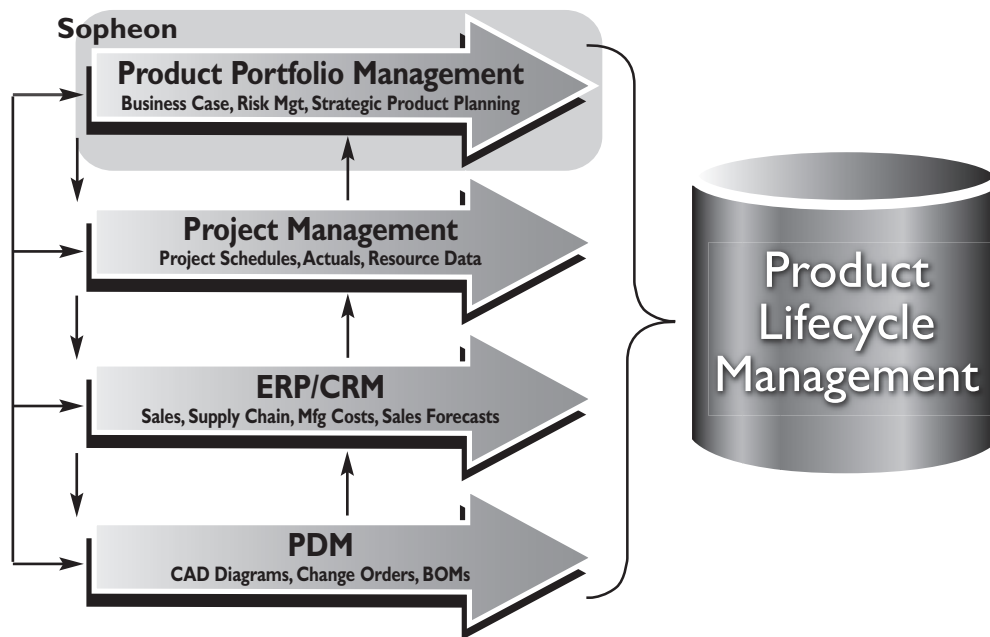 Sopheon
Product Portfolio Management
Business Case, Risk Mgt, Strategic Product Planning
Project Management
Project Schedules, Actuals, Resource Data
ERP/CRM
Sales, Supply Chain, Mfg Costs, Sales Forecasts
PDM
CAD Diagrams, Change Orders, BOMs
Product
Lifecycle
Management